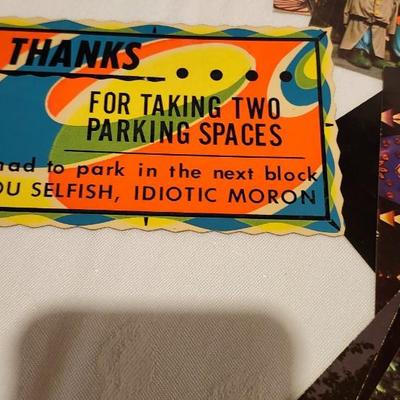 THANKS ....
FOR TAKING TWO
PARKING SPACES
had to park in the next block
OU SELFISH, IDIOTIC MORON